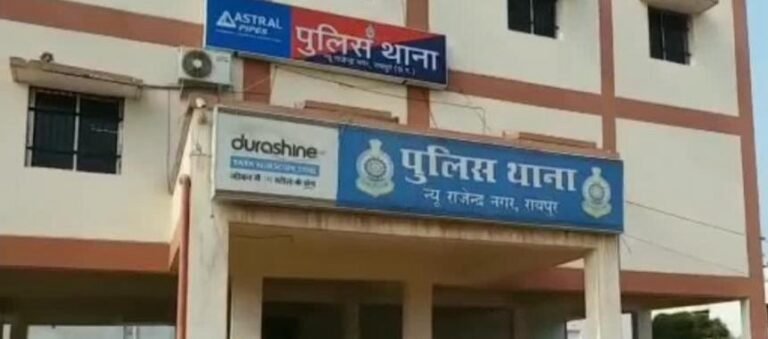 ASTRAL
PIPES
पुलिस थाना
न्यू राजेन्द्र नगर, रायपुर (छ.ग.)
durashine
पुलिस थाना
न्यू राजेन्द्र नगर, रायपुर